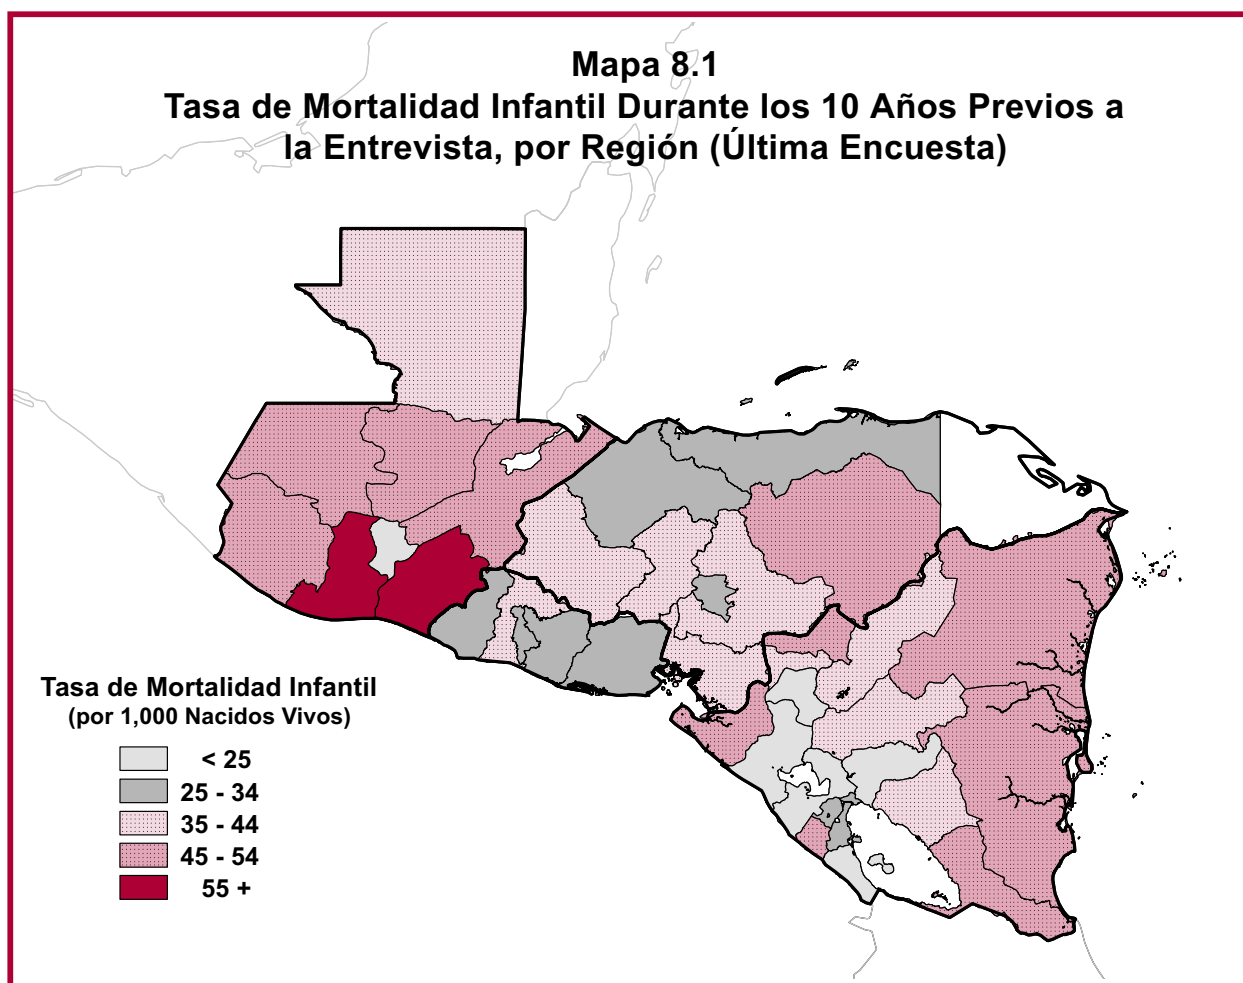 Mapa 8.1
Tasa de Mortalidad Infantil Durante los 10 Años Previos a
la Entrevista, por Región (Última Encuesta)
Tasa de Mortalidad Infantil
(por 1,000 Nacidos Vivos)
< 25
25 - 34
35 - 44
45 - 54
55 +